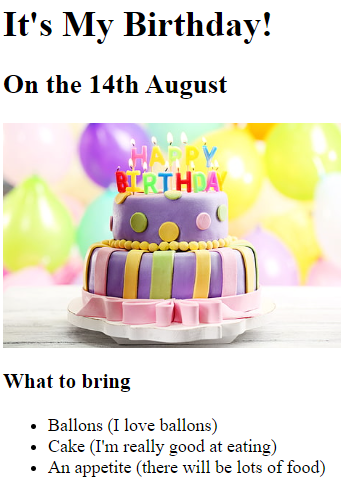 It's My Birthday!
On the 14th August
HAPPY
BIRTHDAY
What to bring
Ballons (I love ballons)
Cake (I'm really good at eating)
An appetite (there will be lots of food)